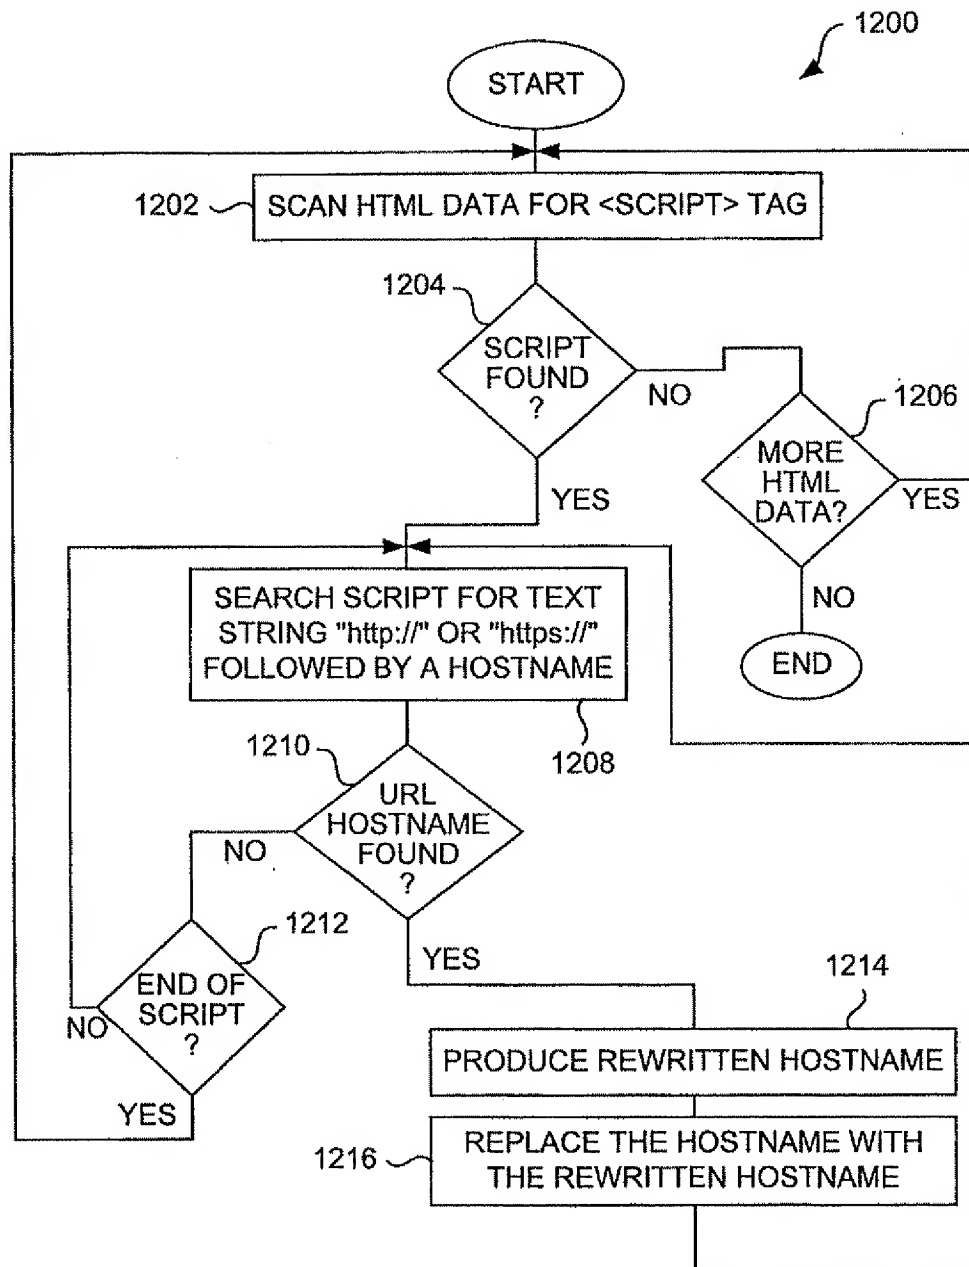 1200
START
1202
SCAN HTML DATA FOR <SCRIPT> TAG
1204
SCRIPT
FOUND
?
NO
1206
MORE
HTML
DATA?
YES
YES
NO
END
SEARCH SCRIPT FOR TEXT
STRING "http://" OR "https://"
FOLLOWED BY A HOSTNAME
1208
1210
URL
HOSTNAME
FOUND
?
NO
1212
YES
END OF
SCRIPT
?
NO
YES
1214
PRODUCE REWRITTEN HOSTNAME
1216
REPLACE THE HOSTNAME WITH
THE REWRITTEN HOSTNAME